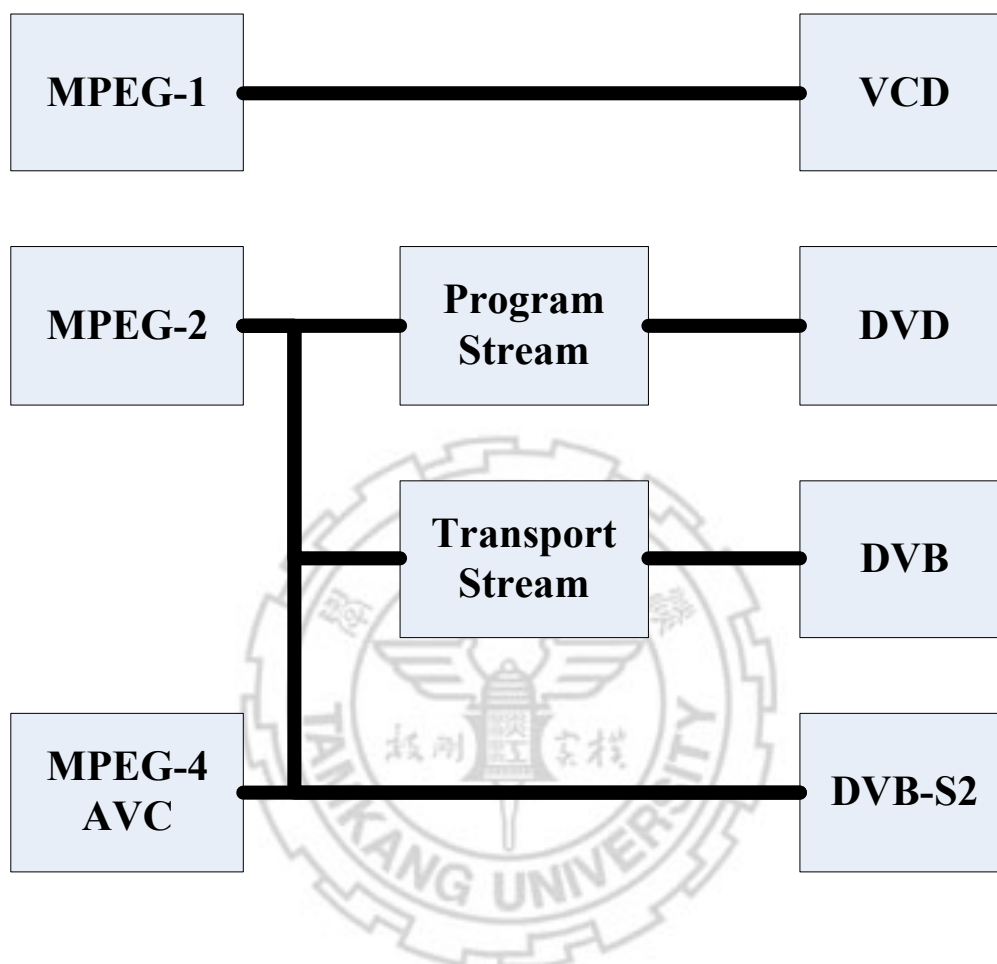 MPEG-1
VCD
MPEG-2
Program
Stream
DVD
Transport
Stream
DVB
MPEG-4
AVC
DVB-S2
TAMKANG UNIVERSITY